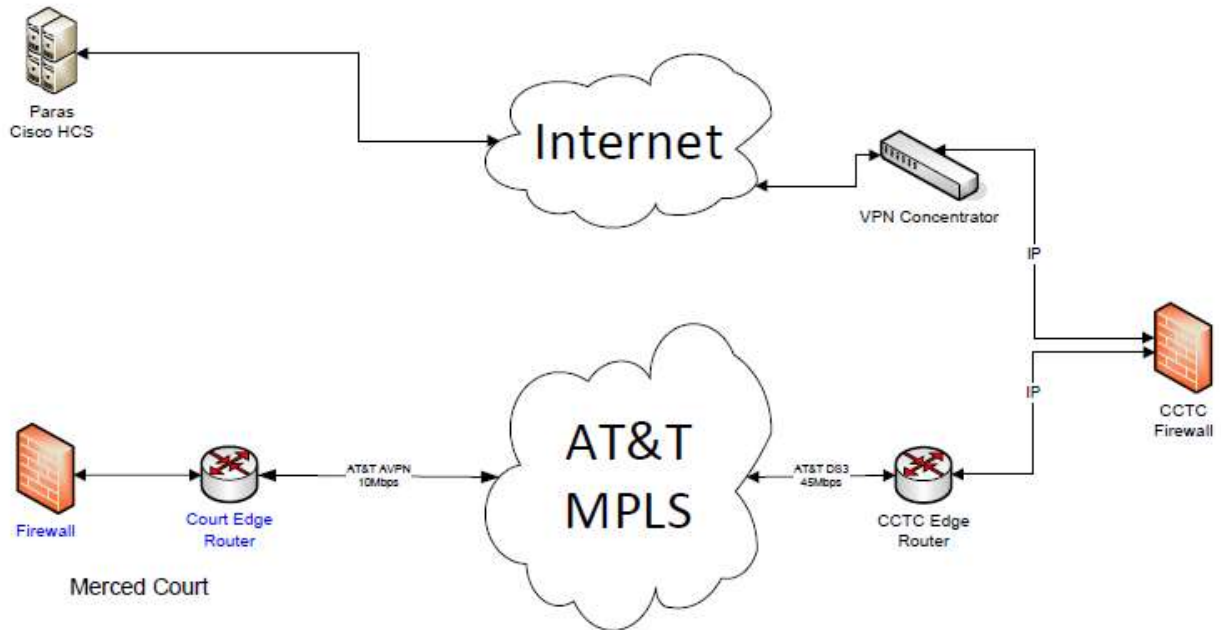 Paras
Cisco HCS
Internet
VPN Concentrator
IP
CCTC
Firewall
IP
AT&T
MPLS
AT&T AVPN
10Mbps
AT&T DS3
45Mbps
Firewall
Court Edge
Router
CCTC Edge
Router
Merced Court